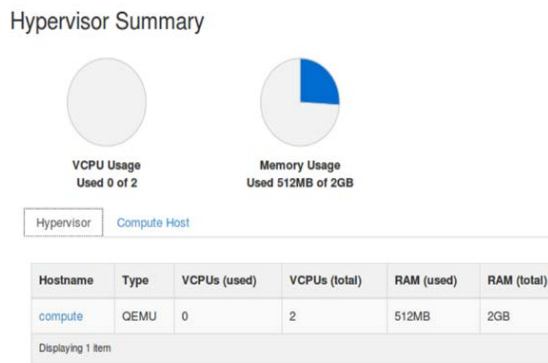 Hypervisor Summary
VCPU Usage
Used 0 of 2
Memory Usage
Used 512MB of 2GB
Hypervisor Compute Host
Hostname Type VCPUs (used) VCPUs (total) RAM (used) RAM (total)
compute QEMU 0 2 512MB 2GB
Displaying 1 item